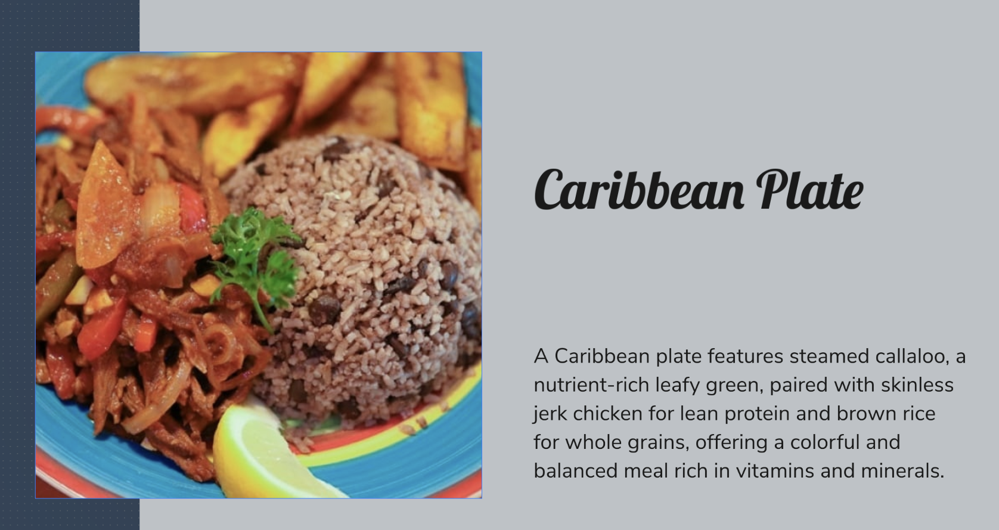 Caribbean Plate
A Caribbean plate features steamed callaloo, a
nutrient-rich leafy green, paired with skinless
jerk chicken for lean protein and brown rice
for whole grains, offering a colorful and
balanced meal rich in vitamins and minerals.